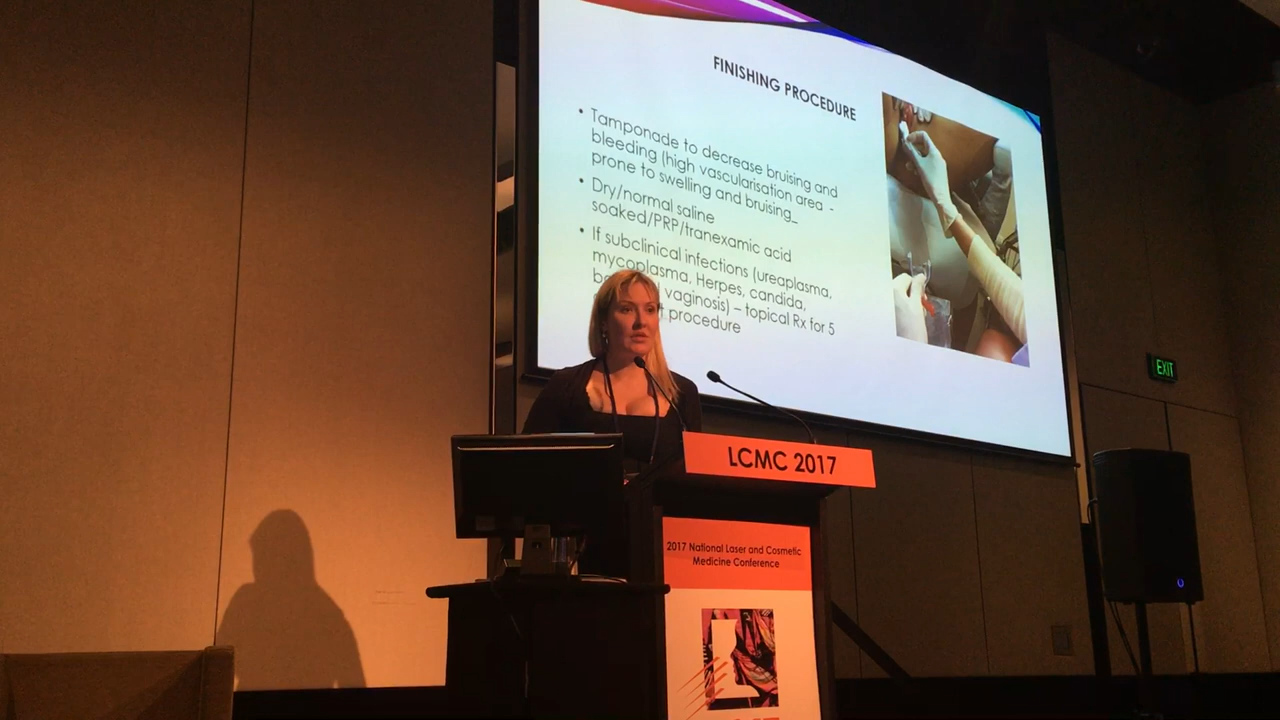 FINISHING PROCEDURE
• Tamponade to decrease bruising and
bleeding (high vascularisation area -
prone to swelling and bruising_
• Dry/normal saline
soaked/PRP/tranexamic acid
• If subclinical infections (ureaplasma,
mycoplasma, Herpes, candida,
vaginosis) – topical Rx for 5
procedure
EXIT
LCMC 2017
2017 National Laser and Cosmetic
Medicine Conference